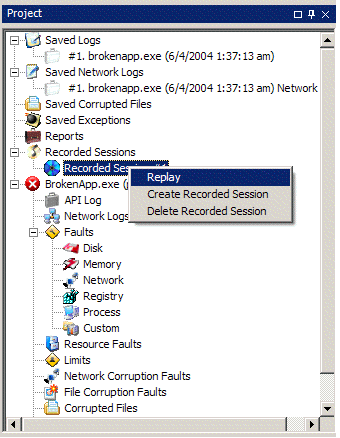 Project
Saved Logs
#1. brokenapp.exe (6/4/2004 1:37:13 am)
Saved Network Logs
#1. brokenapp.exe (6/4/2004 1:37:13 am) Network
Saved Corrupted Files
Saved Exceptions
Reports
Recorded Sessions
Recorded
Replay
BrokenApp.exe
Create Recorded Session
API Log
Delete Recorded Session
Network Logs
Faults
Disk
Memory
Network
Registry
Process
Custom
Resource Faults
Limits
Network Corruption Faults
File Corruption Faults
Corrupted Files